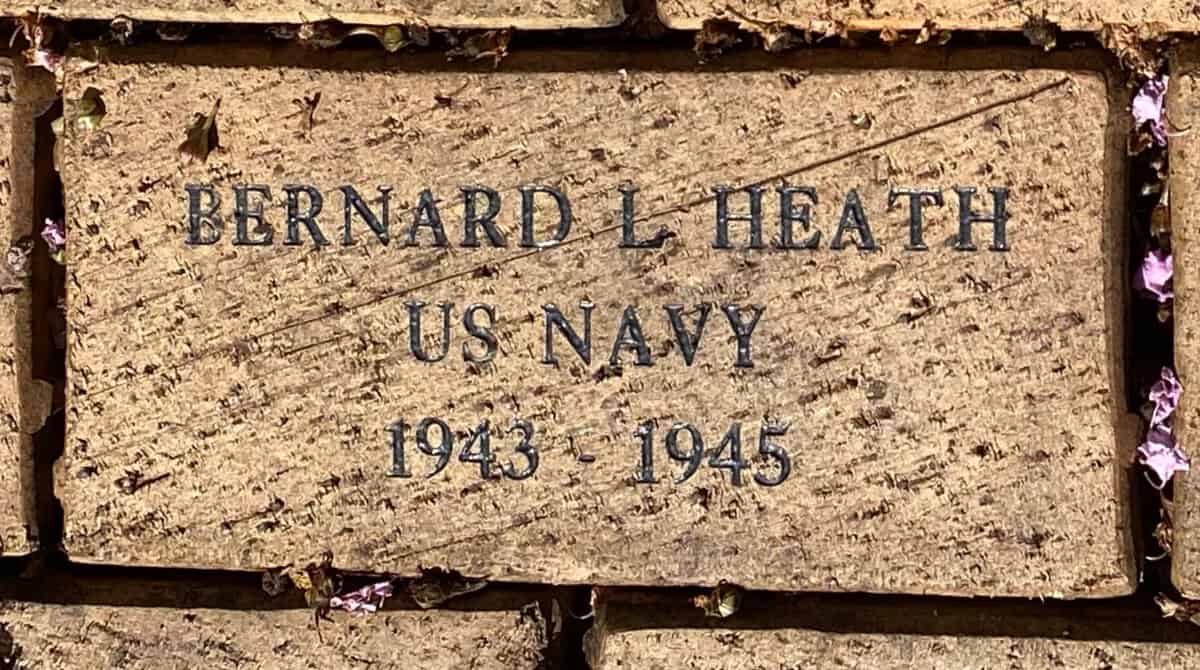 BERNARD L HEATH
US NAVY
1943 - 1945